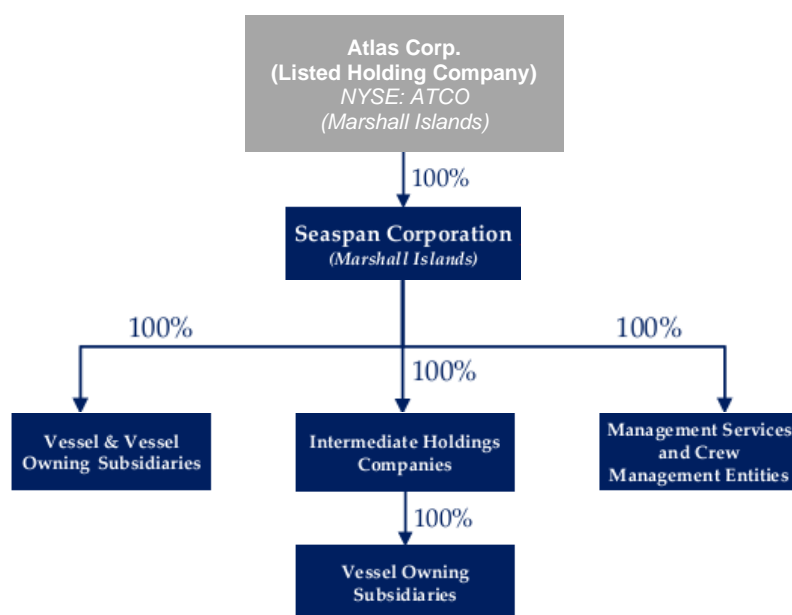 Atlas Corp.
(Listed Holding Company)
NYSE: ATCO
(Marshall Islands)
100%
Seaspan Corporation
(Marshall Islands)
100%
100%
100%
Vessel & Vessel
Owning Subsidiaries
Intermediate Holdings
Companies
Management Services
and Crew
Management Entities
100%
Vessel Owning
Subsidiaries